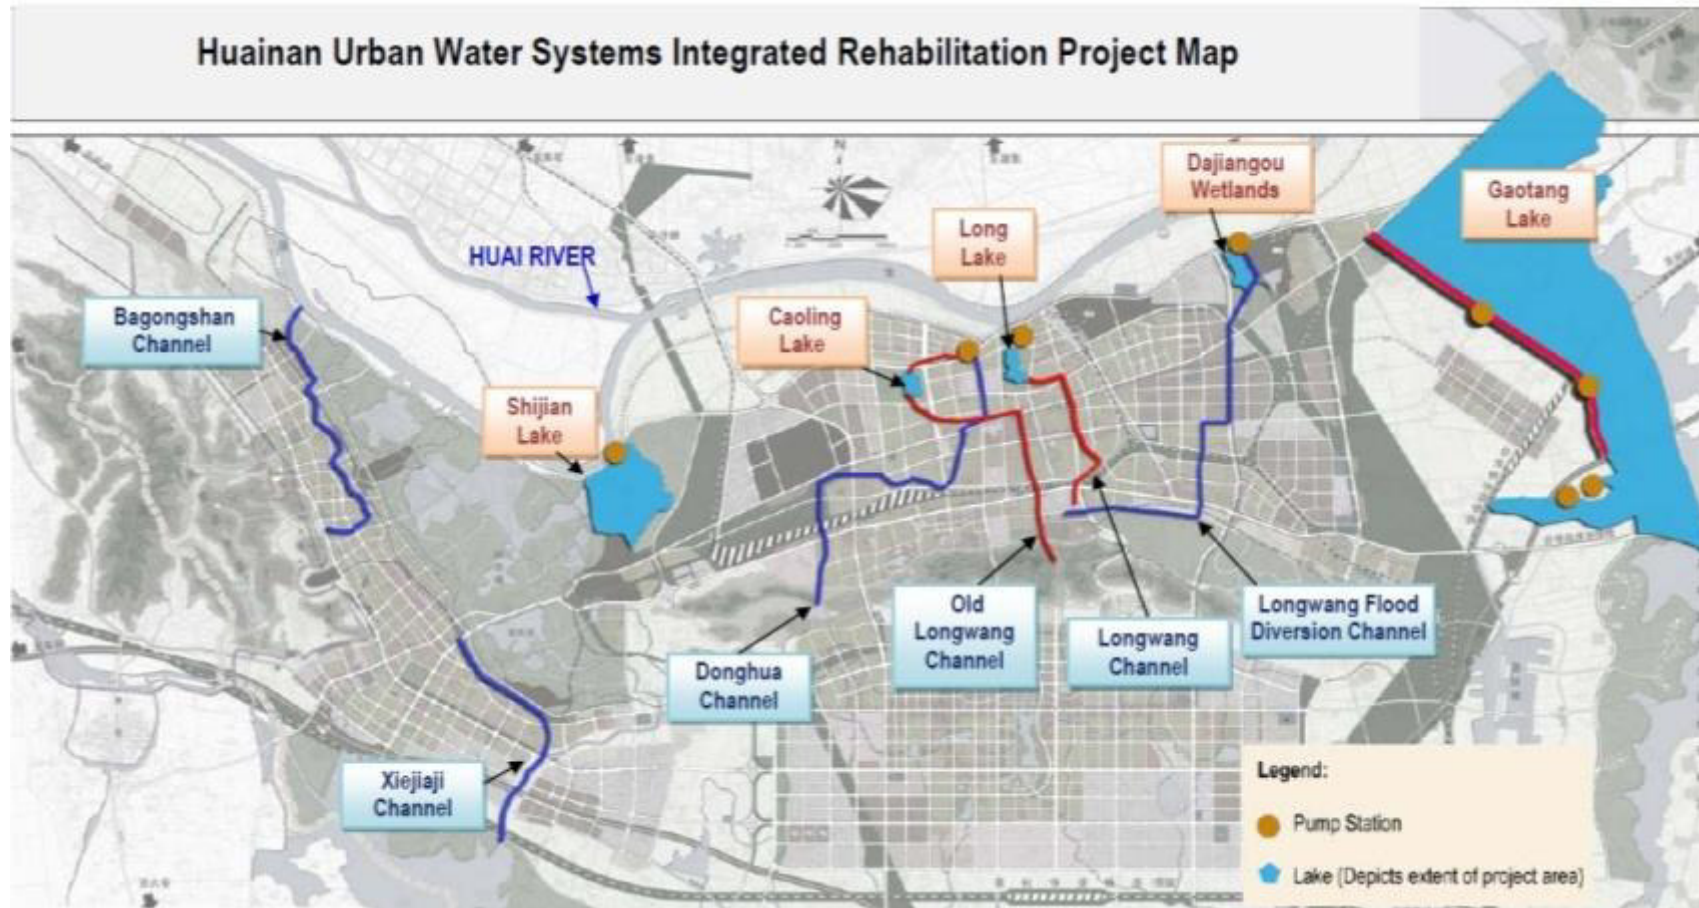 Huainan Urban Water Systems Integrated Rehabilitation Project Map
N
Dajiangou
Wetlands
Gaotang
Lake
Long
Lake
HUAI RIVER
Bagongshan
Channel
Caoling
Lake
Shijian
Lake
Old
Longwang
Channel
Longwang Flood
Diversion Channel
Longwang
Channel
Donghua
Channel
Xiejiaji
Channel
Legend:
Pump Station
Lake (Depicts extent of project area)